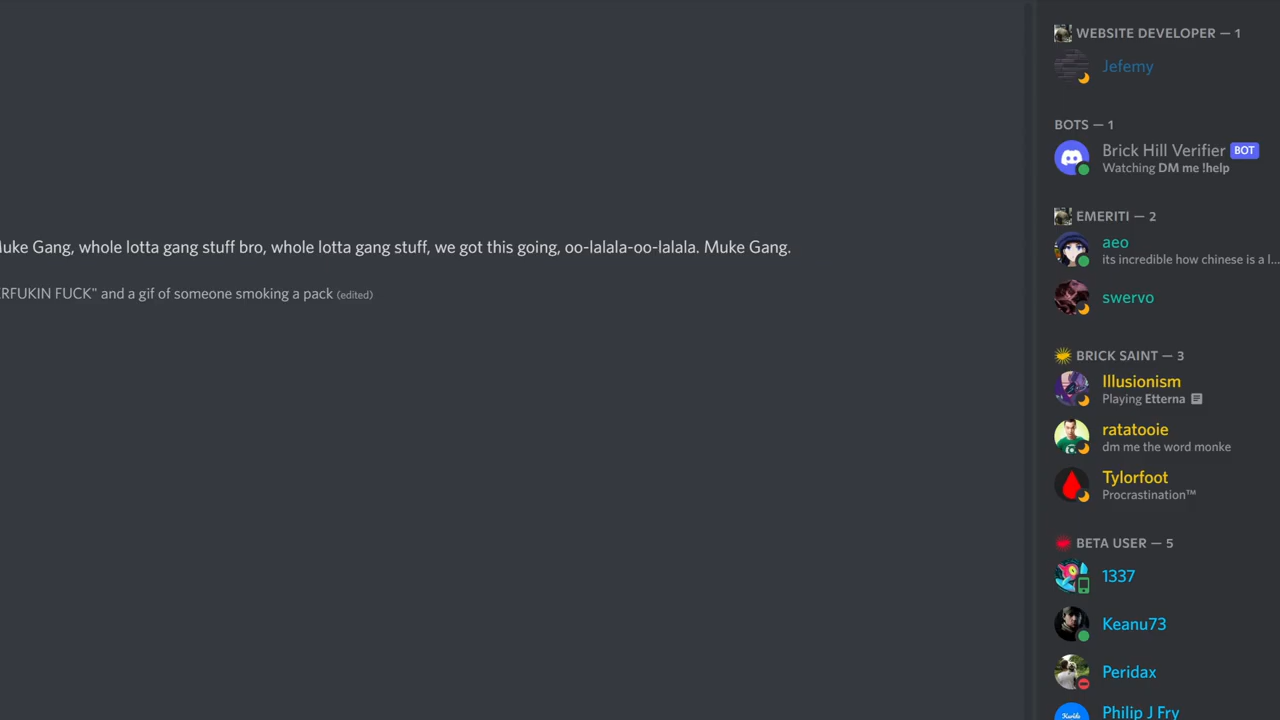 uke Gang, whole lotta gang stuff bro, whole lotta gang stuff, we got this going, oo-lalala-oo-lalala. Muke Gang.
RFUKIN FUCK" and a gif of someone smoking a pack (edited)
WEBSITE DEVELOPER — 1
Jefemy
BOTS — 1
Brick Hill Verifier BOT
Watching DM me !help
EMERITI — 2
aeo
its incredible how chinese is a l...
swervo
BRICK SAINT — 3
Illusionism
Playing Etterna
ratatooie
dm me the word monke
Tylorfoot
Procrastination™
BETA USER — 5
1337
Keanu73
Peridax
Philip J Fry